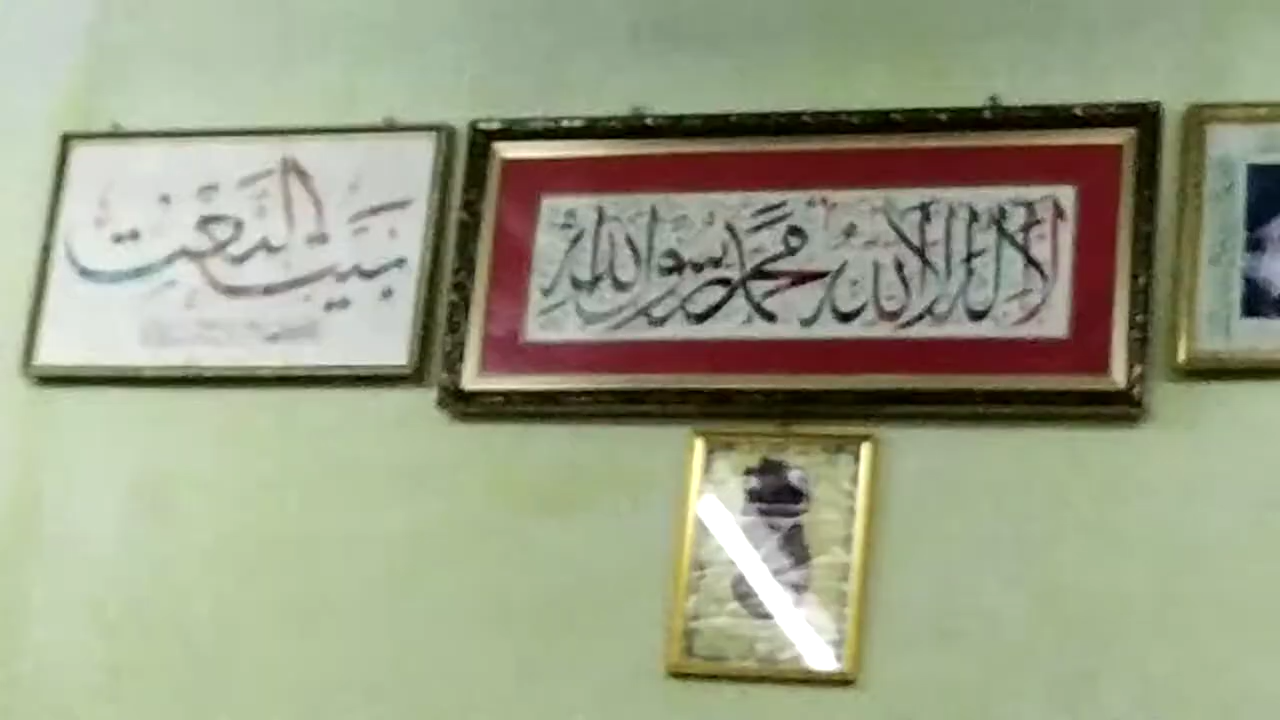 بيت النعت
لا إله إلا الله محمد رسول الله